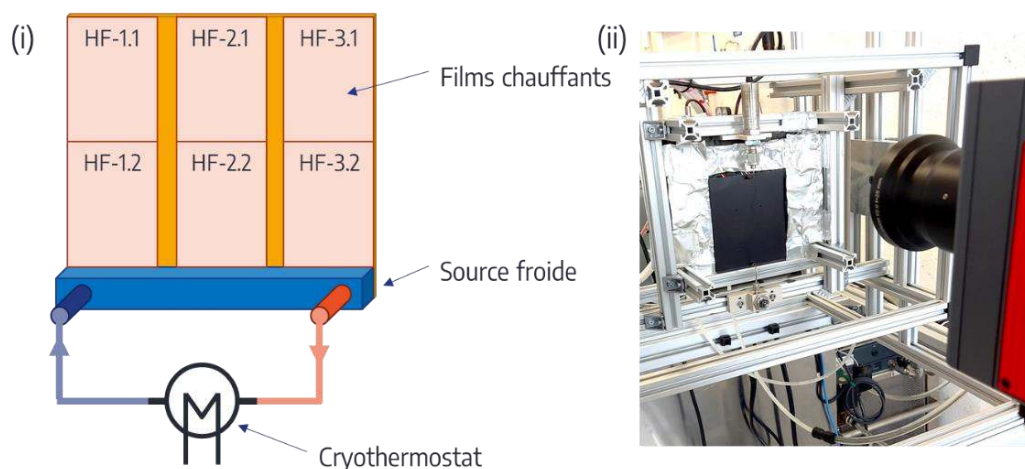 (i)
HF-1.1 HF-2.1 HF-3.1
Films chauffants
HF-1.2 HF-2.2 HF-3.2
Source froide
Cryothermostat
(ii)